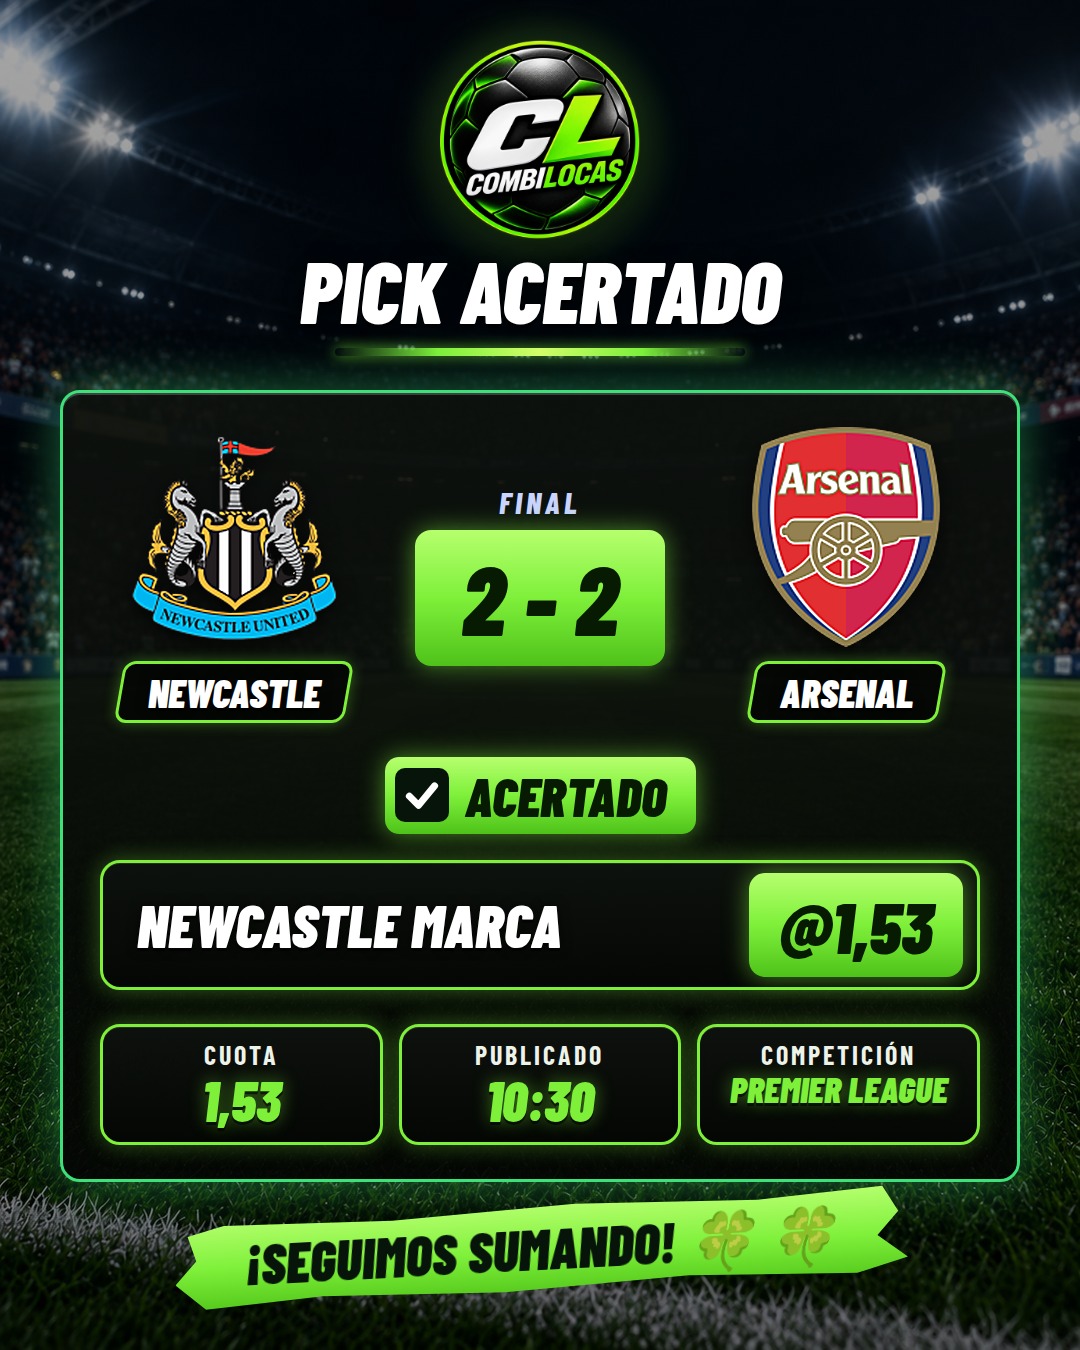 CL
COMBILOCAS
PICK ACERTADO
FINAL
2 - 2
Arsenal
NEWCASTLE UNITED
NEWCASTLE
ARSENAL
ACERTADO
NEWCASTLE MARCA
@1,53
CUOTA
1,53
PUBLICADO
10:30
COMPETICIÓN
PREMIER LEAGUE
¡SEGUIMOS SUMANDO!